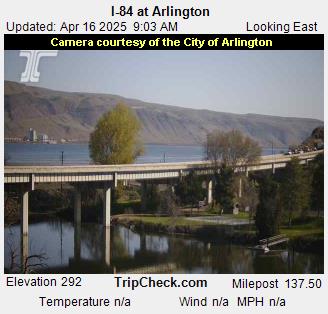 I-84 at Arlington
Updated: Apr 16 2025 9:03 AM Looking East
Camera courtesy of the City of Arlington
Elevation 292 TripCheck.com Milepost 137.50
Temperature n/a Wind n/a MPH n/a